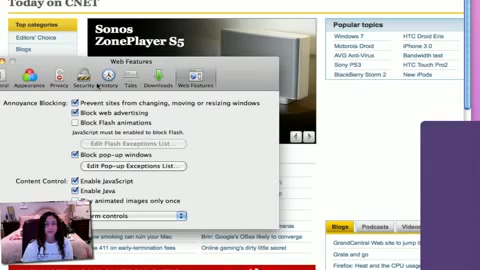 Today on CNET
Top categories
Editors' Choice
Blogs
Sonos
ZonePlayer S5
Popular topics
Windows 7
HTC Droid Eris
Motorola Droid
iPhone 3.0
AVG Anti-Virus
HTC Touch Pro2
Sony PS3
New iPods
BlackBerry Storm 2
Web Features
Appearance
Privacy
Security
History
Tabs
Downloads
Web Features
Annoyance Blocking:
Prevent sites from changing, moving or resizing windows
Block web advertising
Block Flash animations
JavaScript must be enabled to block Flash.
Edit Flash Exceptions List...
Block pop-up windows
Edit Pop-up Exceptions List...
Content Control:
Enable JavaScript
Enable Java
animated images only once
controls
smoking can ruin your Mac
Brin: Google's OBes likely to converge
411 on early-termination fees
Online gaming's dirty little secret
Blogs
Podcasts
Videos
GrandCentral Web site to jump
Grate and go
Firefox: Heat and the CPU usage